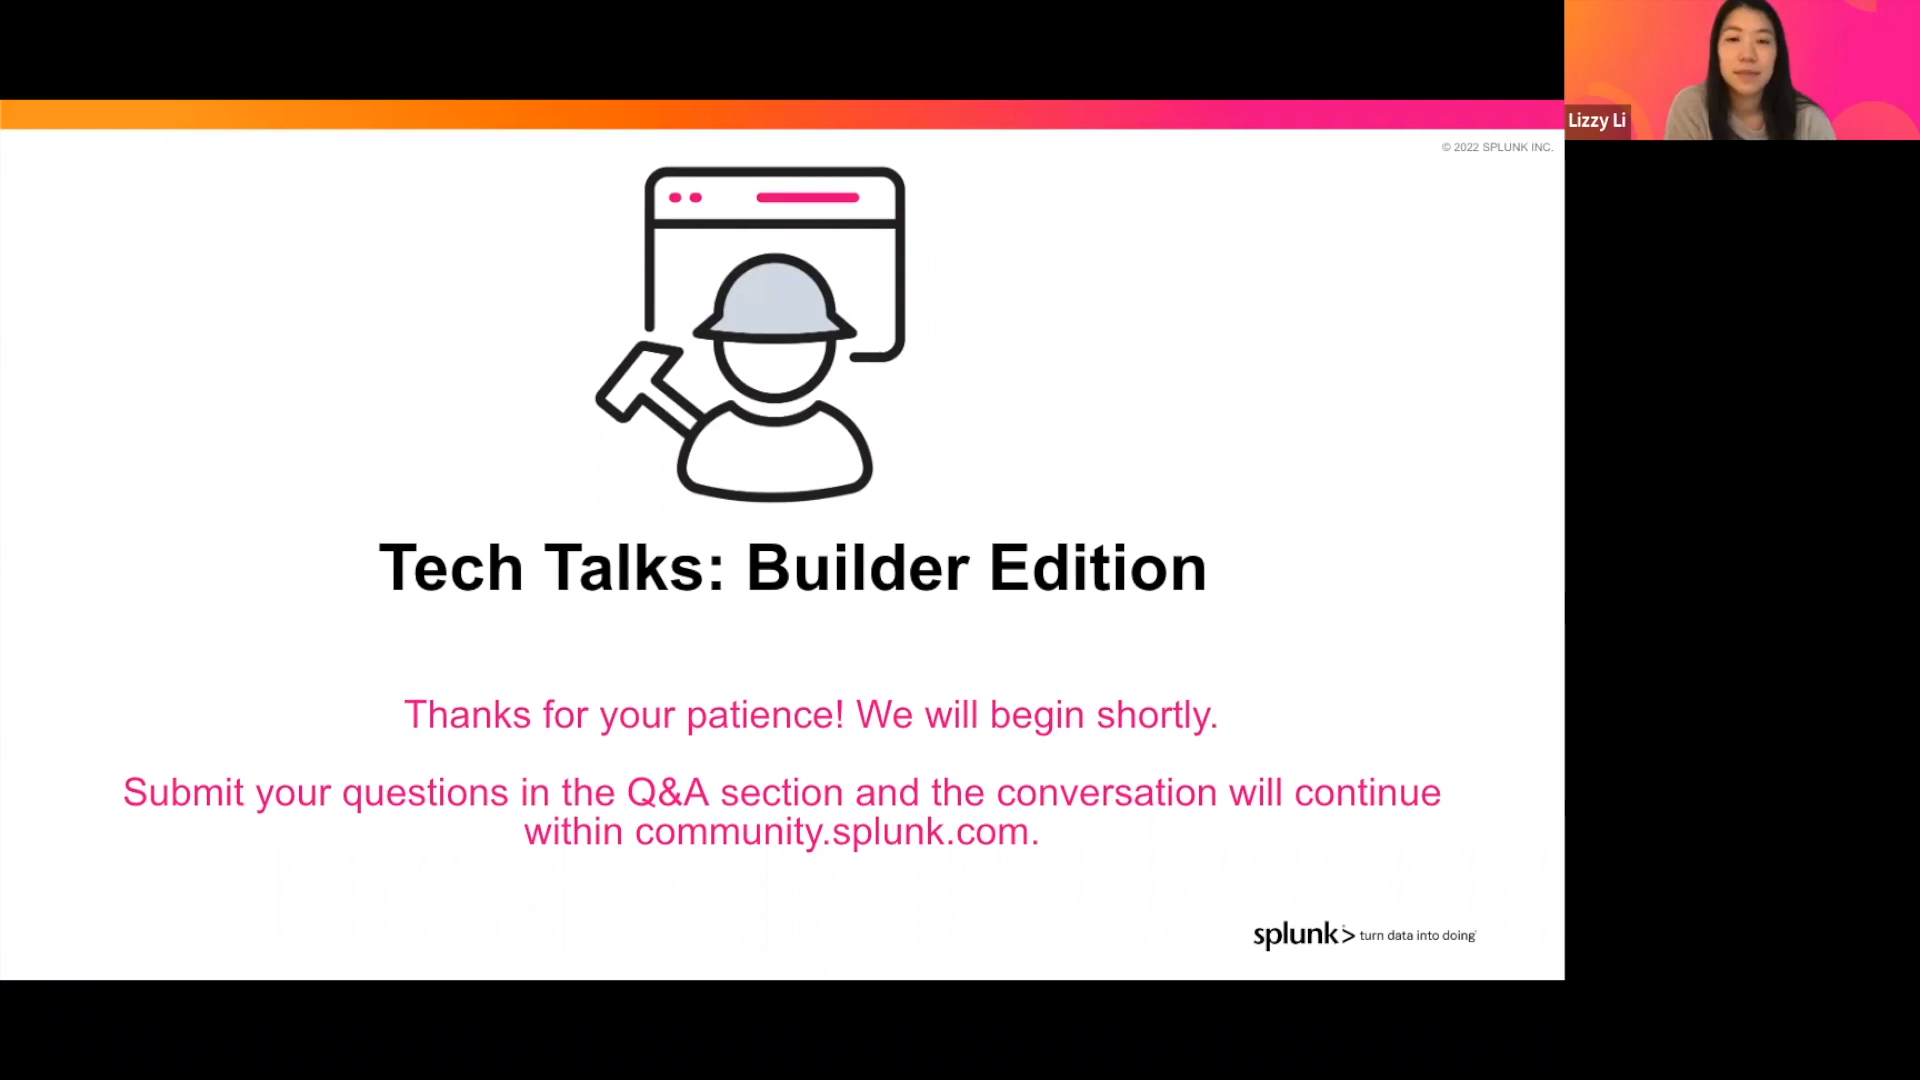 Lizzy Li
© 2022 SPLUNK INC.
Tech Talks: Builder Edition
Thanks for your patience! We will begin shortly.
Submit your questions in the Q&A section and the conversation will continue
within community.splunk.com.
splunk> turn data into doing